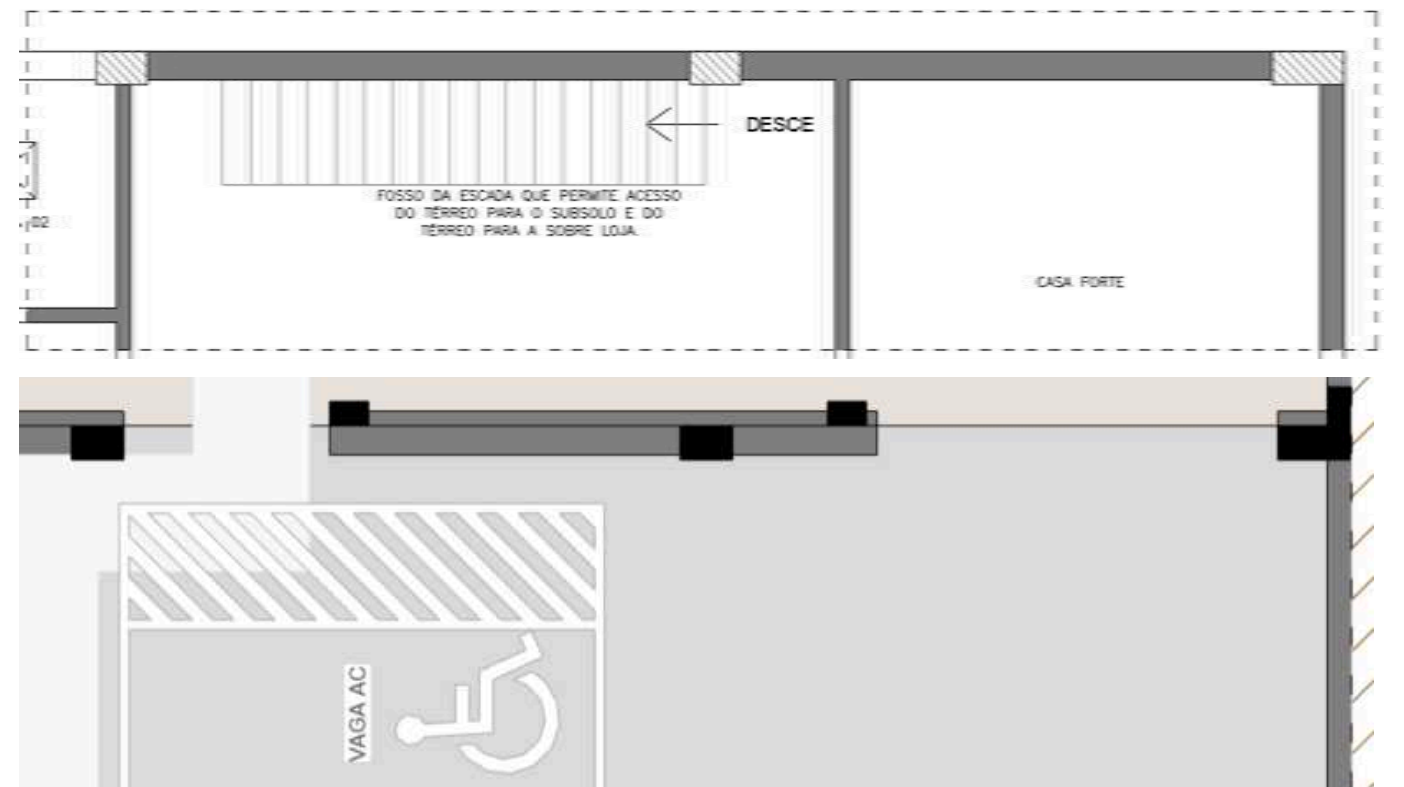 DESCE
FOSSO DA ESCADA QUE PERMITE ACESSO
DO TÉRREO PARA O SUBSOLO E DO
TÉRREO PARA A SOBRE LOJA.
02
CASA FORTE
VAGA AC